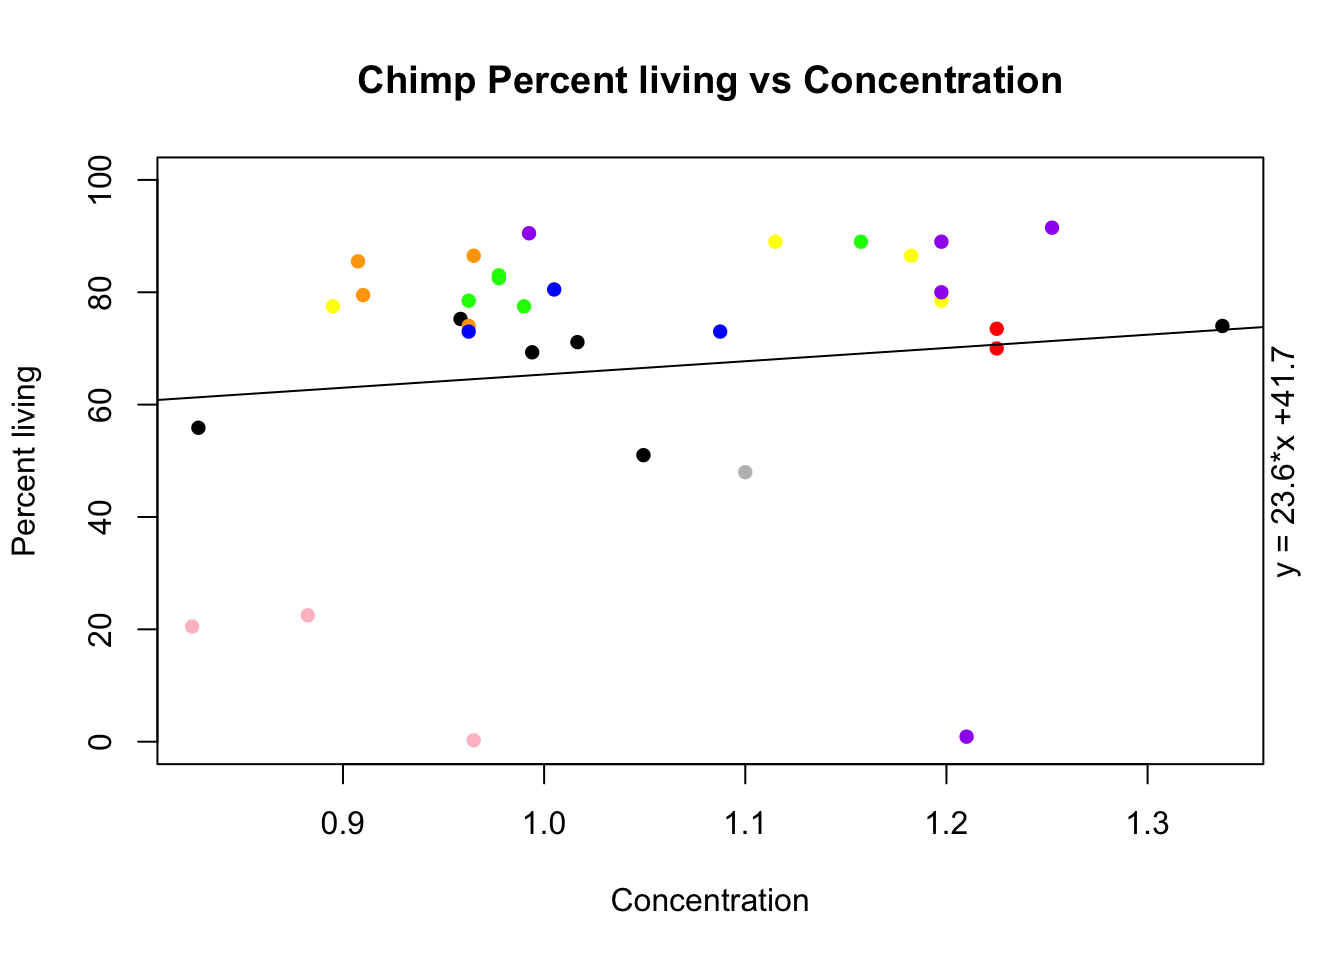 Chimp Percent living vs Concentration
Percent living
100
80
60
40
20
0
0.9
1.0
1.1
1.2
1.3
Concentration
y = 23.6*x +41.7